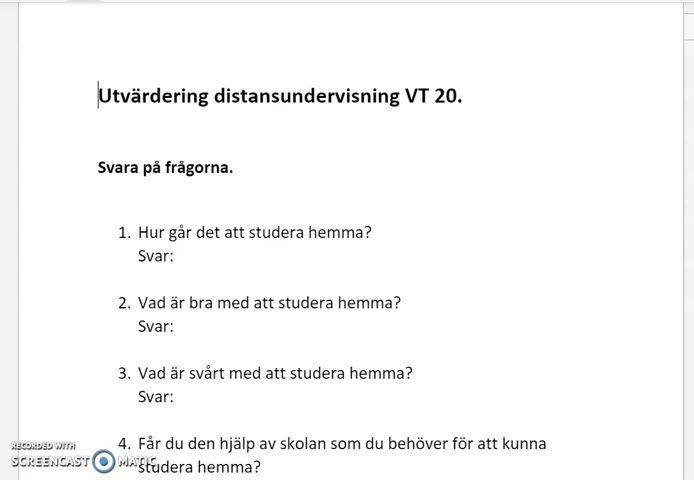 Utvärdering distansundervisning VT 20.
Svara på frågorna.
1. Hur går det att studera hemma?
Svar:
2. Vad är bra med att studera hemma?
Svar:
3. Vad är svårt med att studera hemma?
Svar:
4. Får du den hjälp av skolan som du behöver för att kunna
studera hemma?
RECORDED WITH
SCREENCAST MATIC